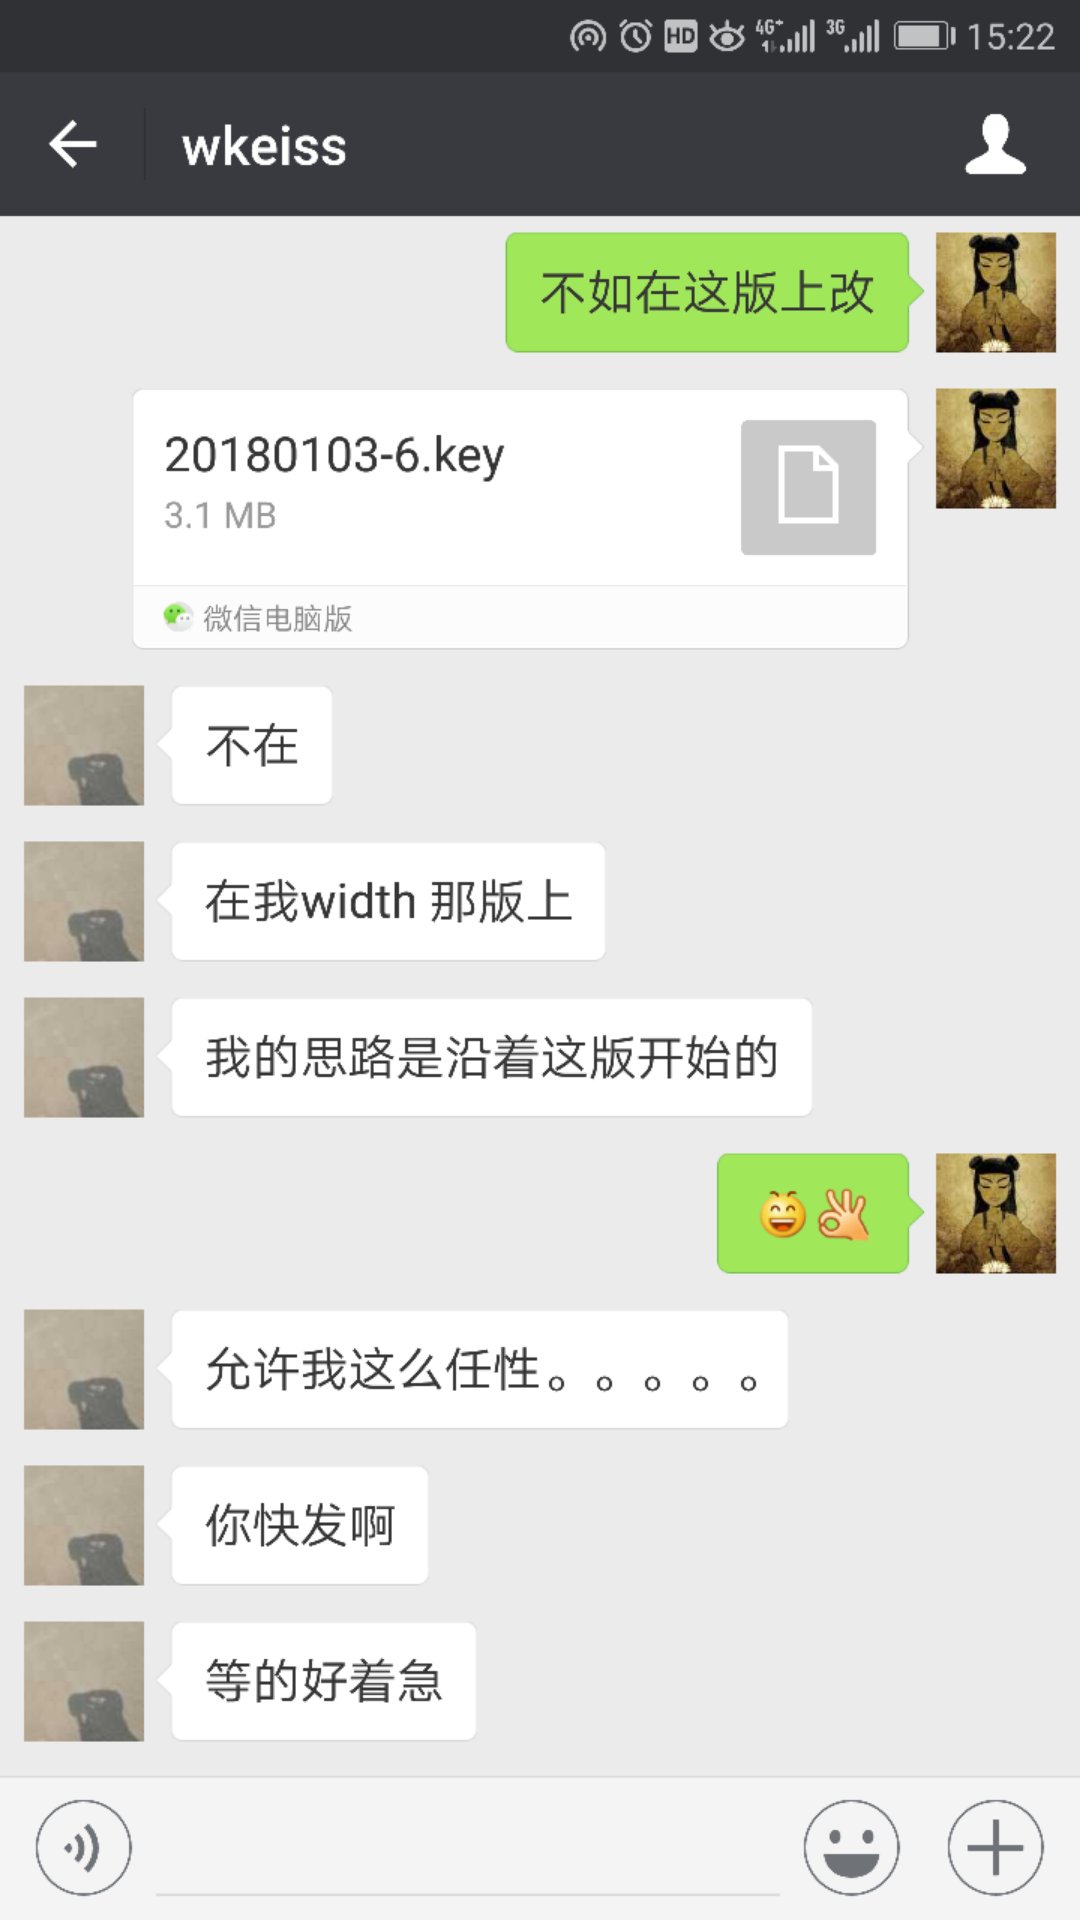 HD 4G+ 3G 15:22
wkeiss
不如在这版上改
20180103-6.key
3.1 MB
微信电脑版
不在
在我width 那版上
我的思路是沿着这版开始的
😄👌
允许我这么任性。。。。。
你快发啊
等的好着急